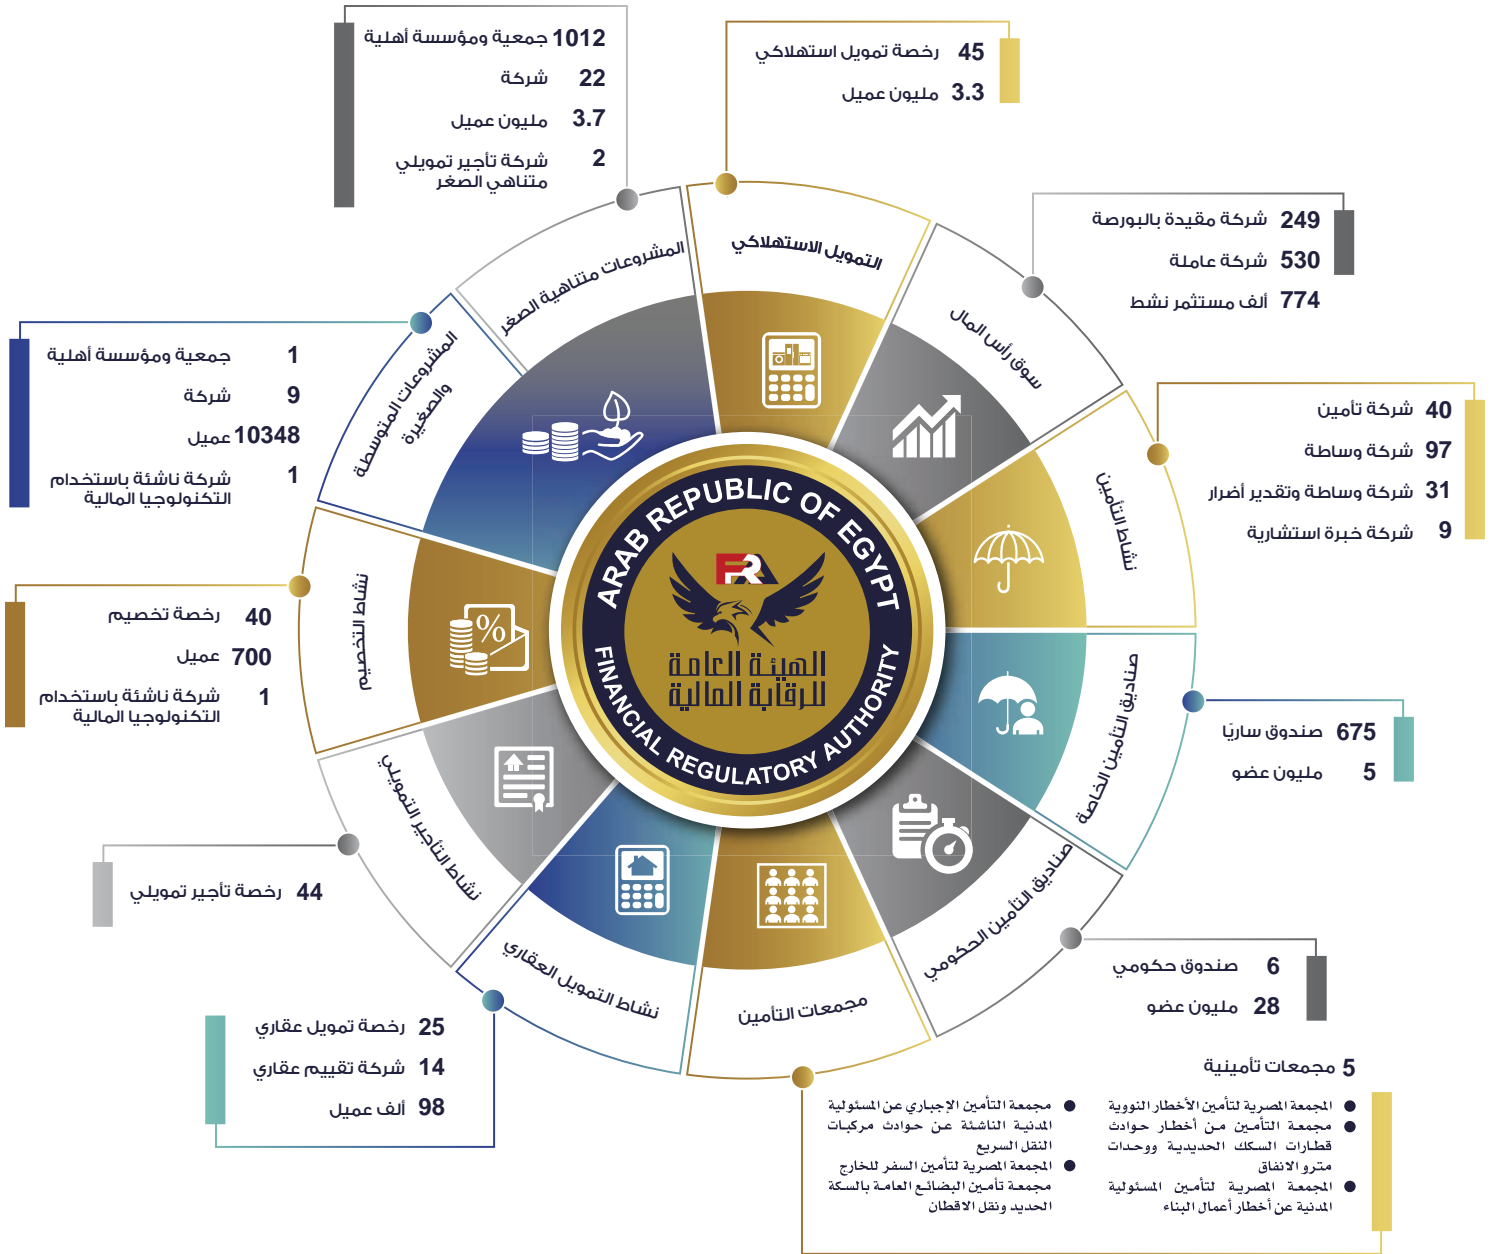 1012 جمعية ومؤسسة أهلية
22 شركة
3.7 مليون عميل
2 شركة تأجير تمويلي
متناهي الصغر
المشروعات متناهية الصغر
45 رخصة تمويل استهلاكي
3.3 مليون عميل
التمويل الاستهلاكي
249 شركة مقيدة بالبورصة
530 شركة عاملة
774 ألف مستثمر نشط
سوق رأس المال
40 شركة تأمين
97 شركة وساطة
31 شركة وساطة وتقدير أضرار
9 شركة خبرة استشارية
نشاط التأمين
675 صندوق ساريًا
5 مليون عضو
صناديق التأمين الخاصة
6 صندوق حكومي
28 مليون عضو
صناديق التأمين الحكومي
5 مجمعات تأمينية
● المجمعة المصرية لتأمين الأخطار النووية
● مجمعة التأمين من أخطار حوادث
قطارات السكك الحديدية ووحدات
مترو الانفاق
● المجمعة المصرية لتأمين المسئولية
المدنية عن أخطار أعمال البناء
● مجمعة التأمين الإجباري عن المسئولية
المدنية الناشئة عن حوادث مركبات
النقل السريع
● المجمعة المصرية لتأمين السفر للخارج
مجمعة تأمين البضائع العامة بالسكة
الحديد ونقل الاقطان
مجمعات التأمين
25 رخصة تمويل عقاري
14 شركة تقييم عقاري
98 ألف عميل
نشاط التمويل العقاري
44 رخصة تأجير تمويلي
نشاط التأجير التمويلي
40 رخصة تخصيم
700 عميل
1 شركة ناشئة باستخدام
التكنولوجيا المالية
نشاط التخصيم
1 جمعية ومؤسسة أهلية
9 شركة
10348 عميل
1 شركة ناشئة باستخدام
التكنولوجيا المالية
المشروعات المتوسطة
والصغيرة
ARAB REPUBLIC OF EGYPT
FRA
الهيئة العامة
للرقابة المالية
FINANCIAL REGULATORY AUTHORITY
%